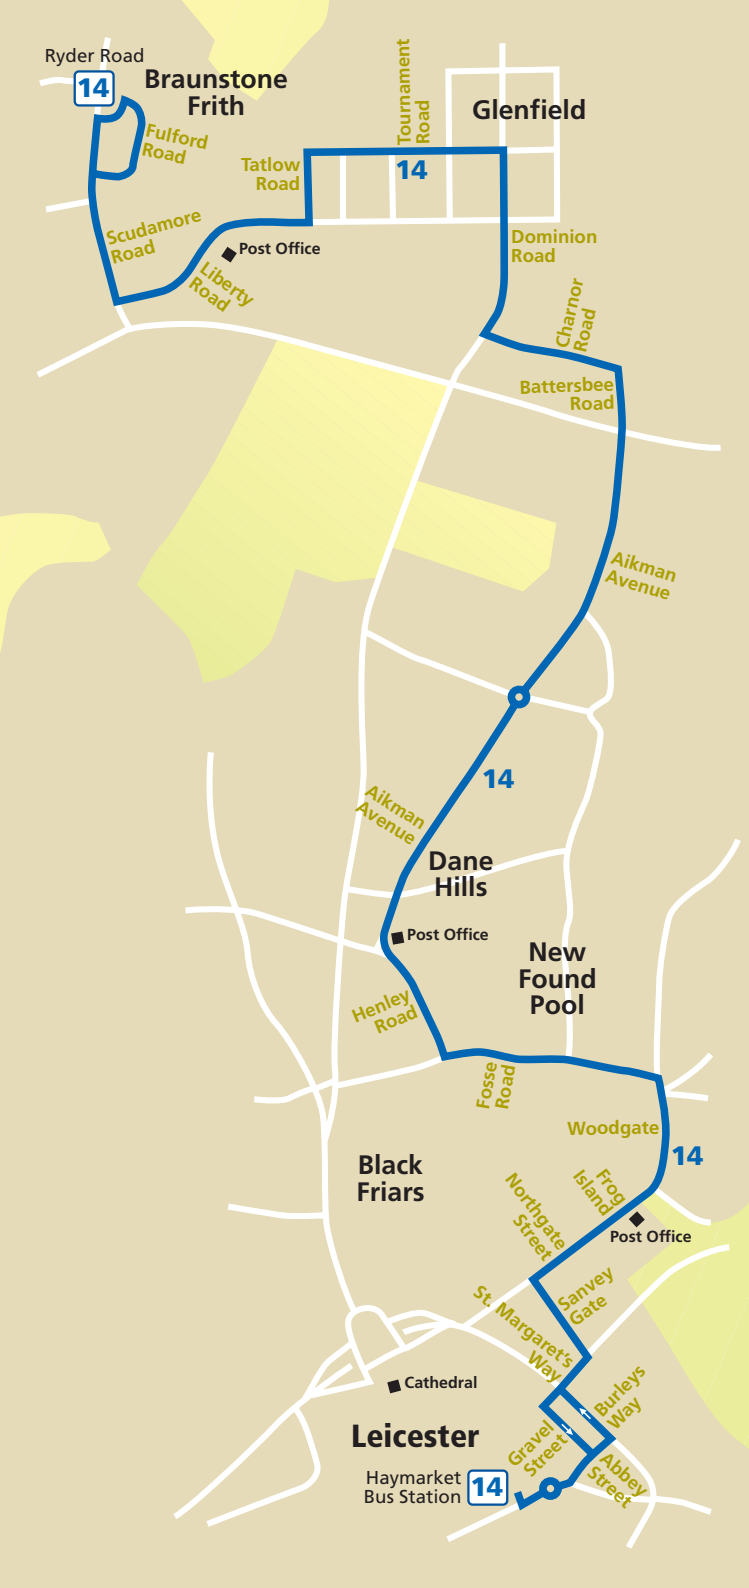 Ryder Road
14
Braunstone
Frith
Tournament
Road
Glenfield
Fulford
Road
Tatlow
Road
14
Scudamore
Road
Post Office
Liberty
Road
Dominion
Road
Charnor
Road
Battersbee
Road
Aikman
Avenue
14
Aikman
Avenue
Dane
Hills
Post Office
New
Found
Pool
Henley
Road
Fosse
Road
Woodgate
14
Black
Friars
Frog
Island
Northgate
Street
Post Office
Sanvey
Gate
St. Margaret's
Way
Cathedral
Burleys
Way
Leicester
Gravel
Street
Abbey
Street
Haymarket
Bus Station
14